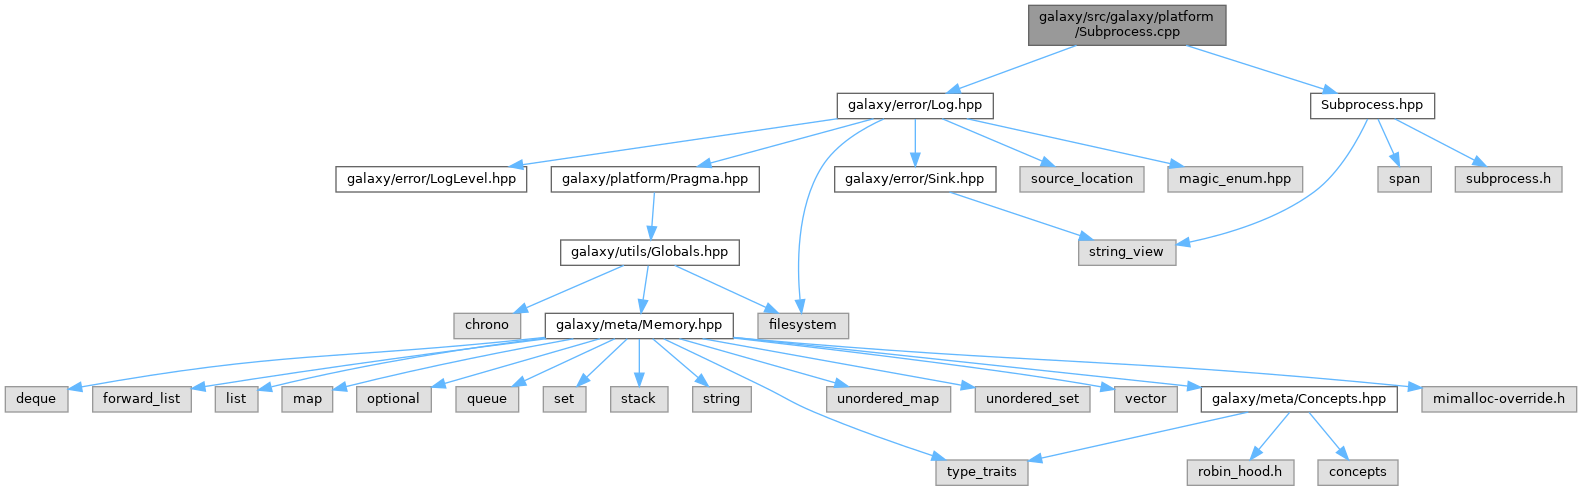 galaxy/src/galaxy/platform
/Subprocess.cpp
galaxy/error/Log.hpp
Subprocess.hpp
galaxy/error/LogLevel.hpp
galaxy/platform/Pragma.hpp
galaxy/error/Sink.hpp
source_location
magic_enum.hpp
span
subprocess.h
galaxy/utils/Globals.hpp
string_view
chrono
galaxy/meta/Memory.hpp
filesystem
deque
forward_list
list
map
optional
queue
set
stack
string
unordered_map
unordered_set
vector
galaxy/meta/Concepts.hpp
mimalloc-override.h
type_traits
robin_hood.h
concepts